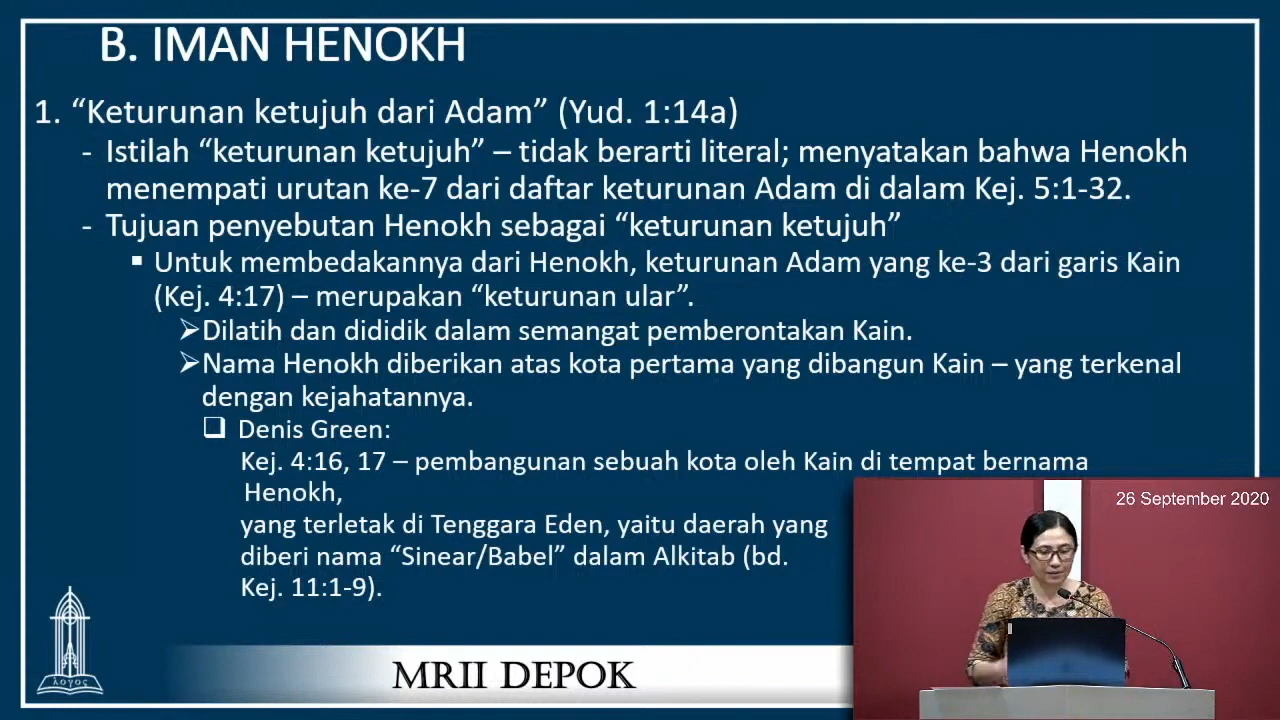 B. IMAN HENOKH
1. “Keturunan ketujuh dari Adam” (Yud. 1:14a)
- Istilah “keturunan ketujuh” – tidak berarti literal; menyatakan bahwa Henokh
menempati urutan ke-7 dari daftar keturunan Adam di dalam Kej. 5:1-32.
- Tujuan penyebutan Henokh sebagai “keturunan ketujuh”
▪ Untuk membedakannya dari Henokh, keturunan Adam yang ke-3 dari garis Kain
(Kej. 4:17) – merupakan “keturunan ular”.
➢Dilatih dan dididik dalam semangat pemberontakan Kain.
➢Nama Henokh diberikan atas kota pertama yang dibangun Kain – yang terkenal
dengan kejahatannya.
❑ Denis Green:
Kej. 4:16, 17 – pembangunan sebuah kota oleh Kain di tempat bernama
Henokh,
yang terletak di Tenggara Eden, yaitu daerah yang
diberi nama “Sinear/Babel” dalam Alkitab (bd.
Kej. 11:1-9).
26 September 2020
λογος
MRII DEPOK